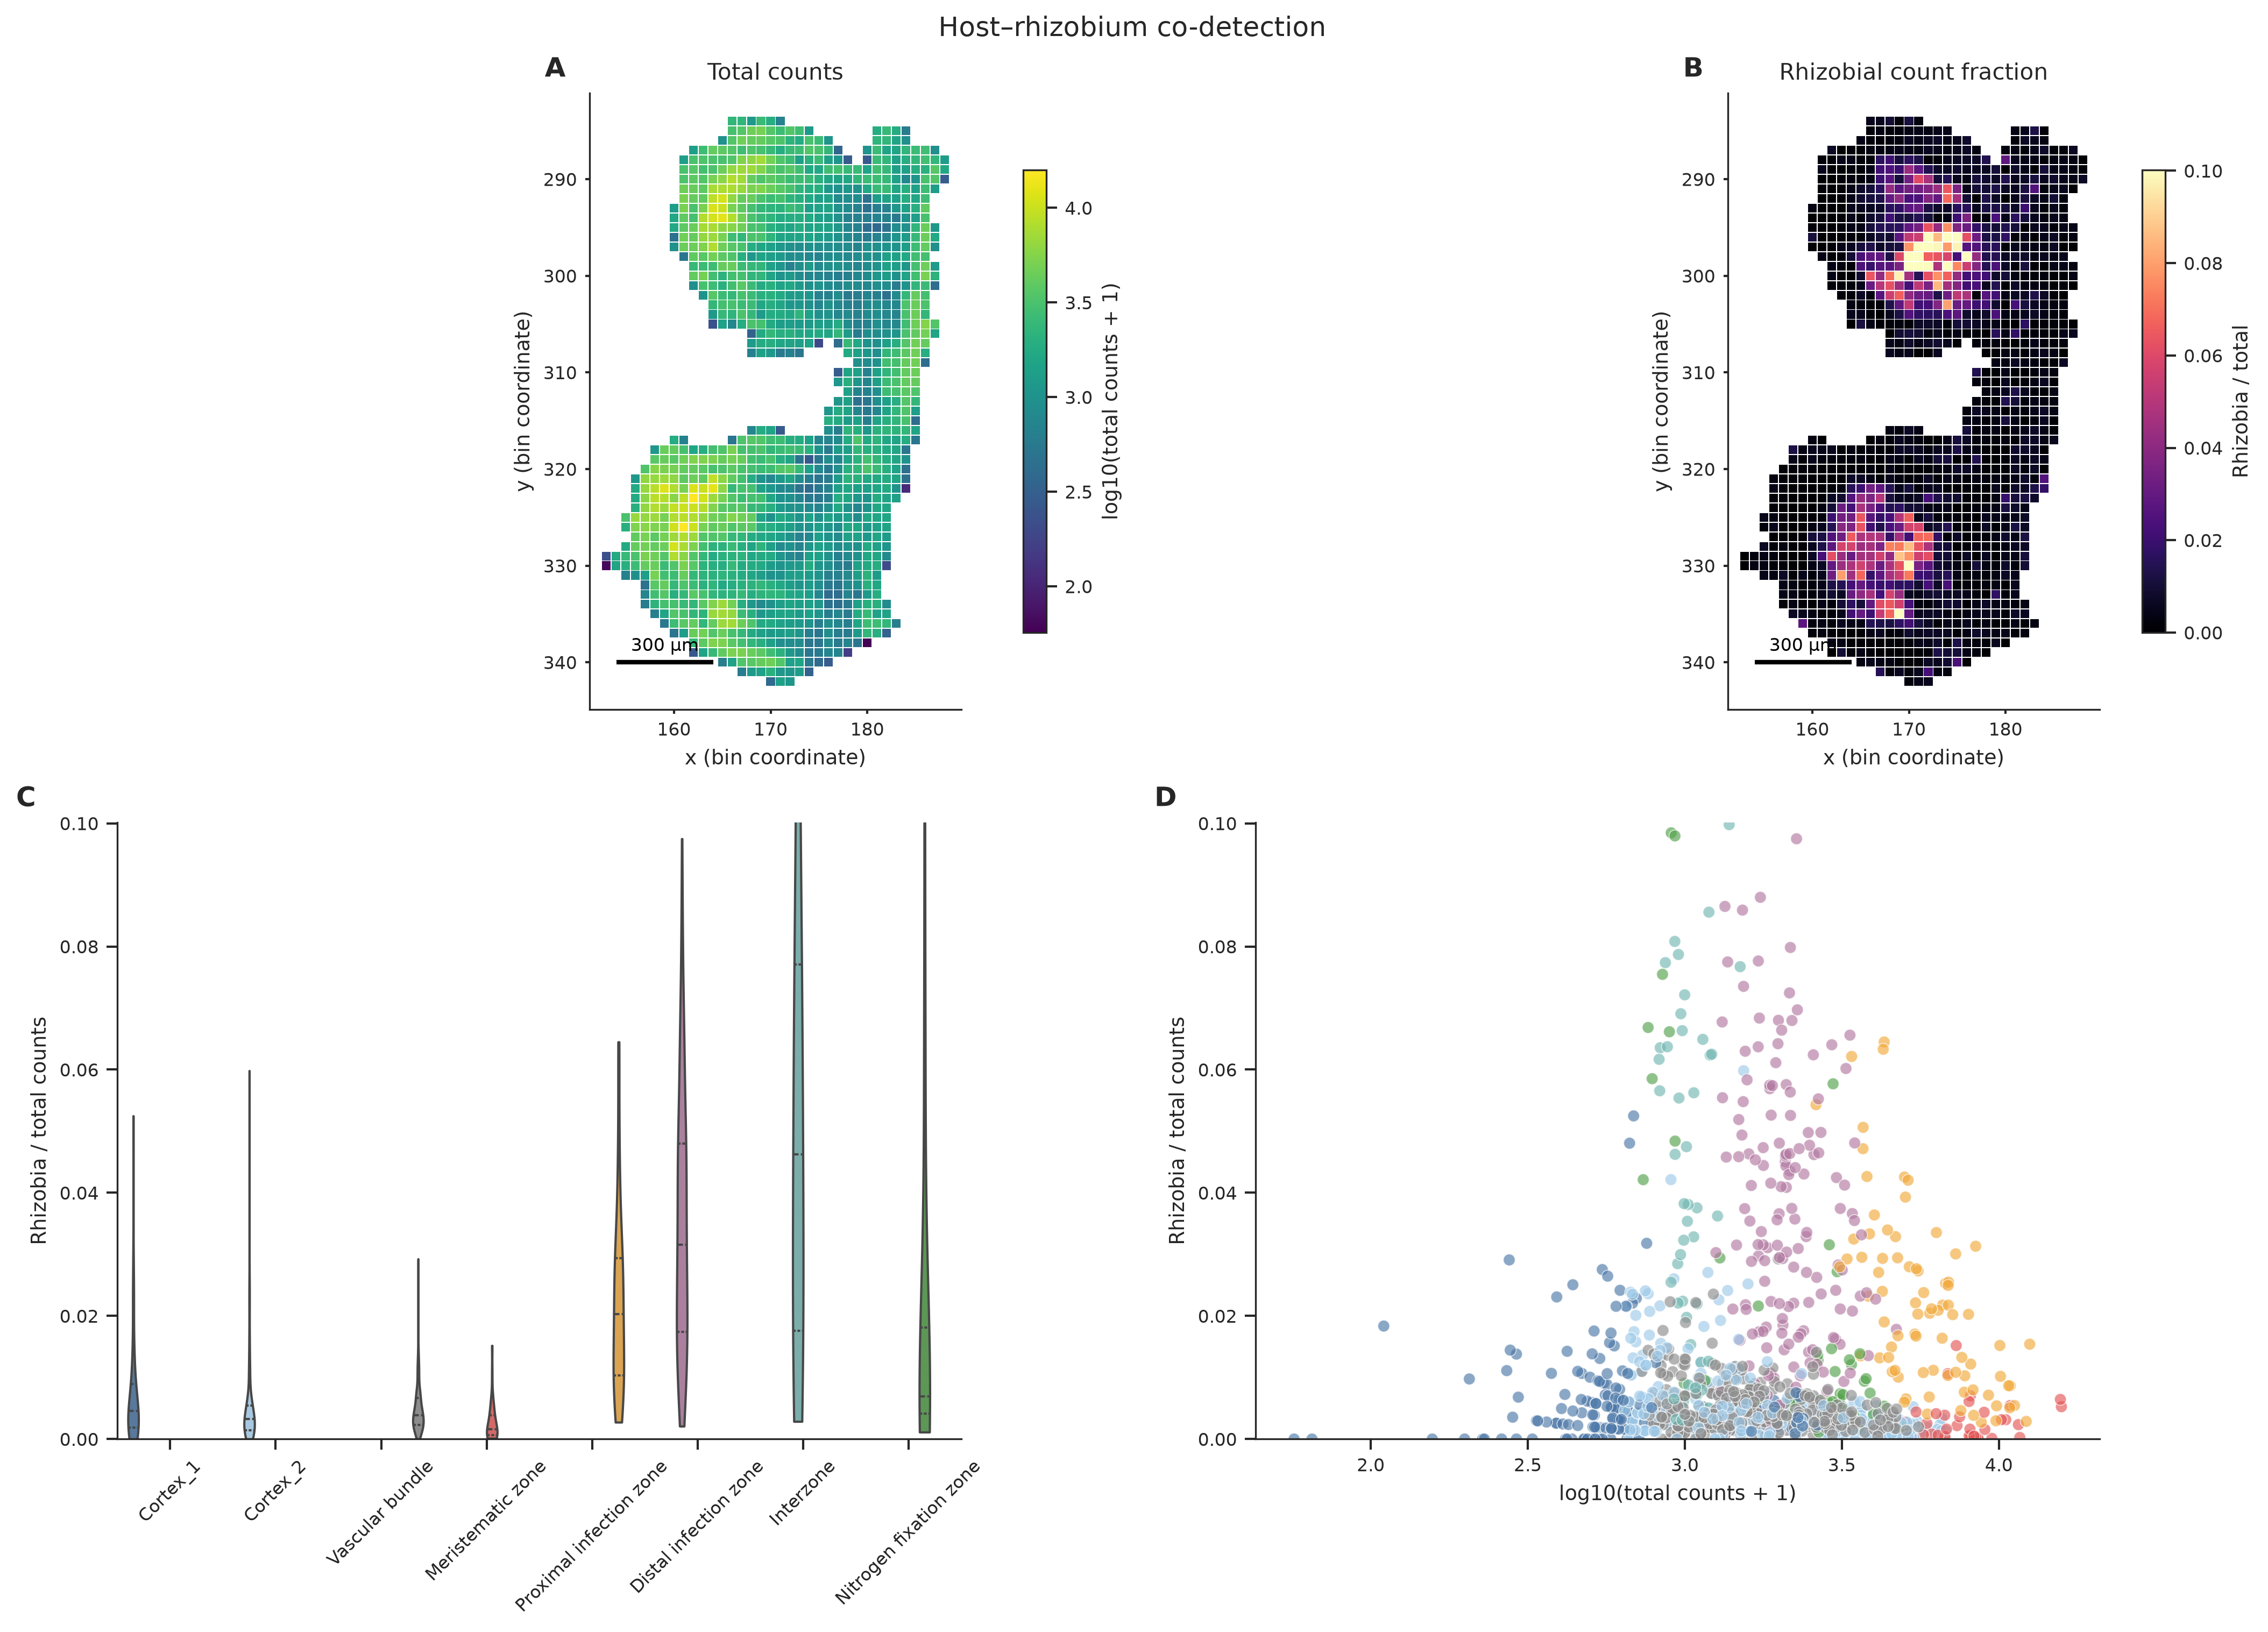 Host–rhizobium co-detection
A
Total counts
290
300
310
320
330
340
y (bin coordinate)
300 µm
160
170
180
x (bin coordinate)
4.0
3.5
3.0
2.5
2.0
log10(total counts + 1)
B
Rhizobial count fraction
290
300
310
320
330
340
y (bin coordinate)
300 µm
160
170
180
x (bin coordinate)
0.10
0.08
0.06
0.04
0.02
0.00
Rhizobia / total
C
0.10
0.08
0.06
0.04
0.02
0.00
Rhizobia / total counts
Cortex_1
Cortex_2
Vascular bundle
Meristematic zone
Proximal infection zone
Distal infection zone
Interzone
Nitrogen fixation zone
D
0.10
0.08
0.06
0.04
0.02
0.00
Rhizobia / total counts
2.0
2.5
3.0
3.5
4.0
log10(total counts + 1)